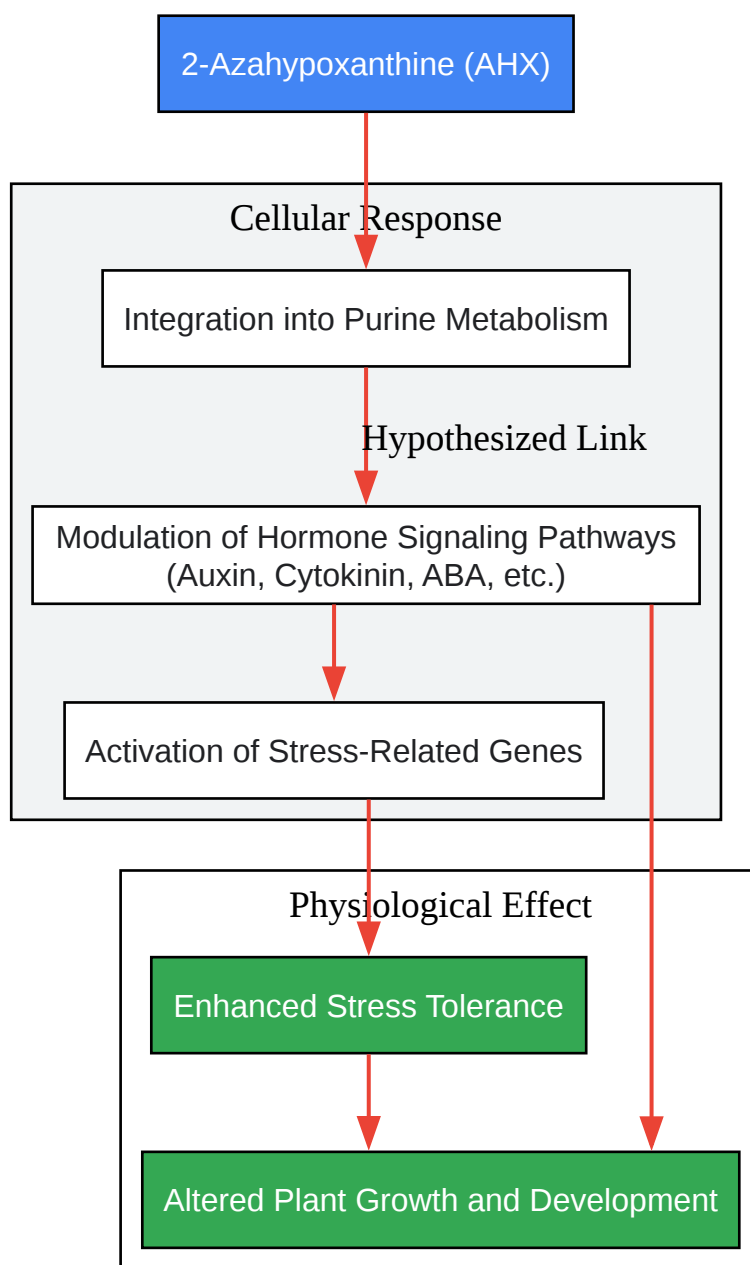 2-Azahypoxanthine (AHX)
Cellular Response
Integration into Purine Metabolism
Hypothesized Link
Modulation of Hormone Signaling Pathways
(Auxin, Cytokinin, ABA, etc.)
Activation of Stress-Related Genes
Physiological Effect
Enhanced Stress Tolerance
Altered Plant Growth and Development